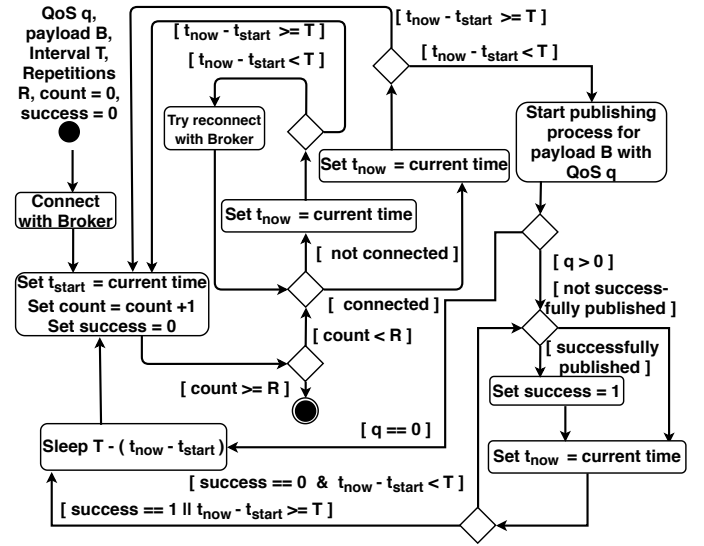 QoS q,
payload B,
Interval T,
Repetitions
R, count = 0,
success = 0
[ tnow - tstart >= T ]
[ tnow - tstart >= T ]
[ tnow - tstart < T ]
[ tnow - tstart < T ]
Try reconnect
with Broker
Start publishing
process for
payload B with
QoS q
Set tnow = current time
Connect
with Broker
Set tnow = current time
[ not connected ]
[ q > 0 ]
[ not success-
fully published ]
Set tstart = current time
Set count = count +1
Set success = 0
[ connected ]
[ count < R ]
[ successfully
published ]
[ count >= R ]
Set success = 1
[ q == 0 ]
Sleep T - ( tnow - tstart )
Set tnow = current time
[ success == 0 & tnow - tstart < T ]
[ success == 1 || tnow - tstart >= T ]